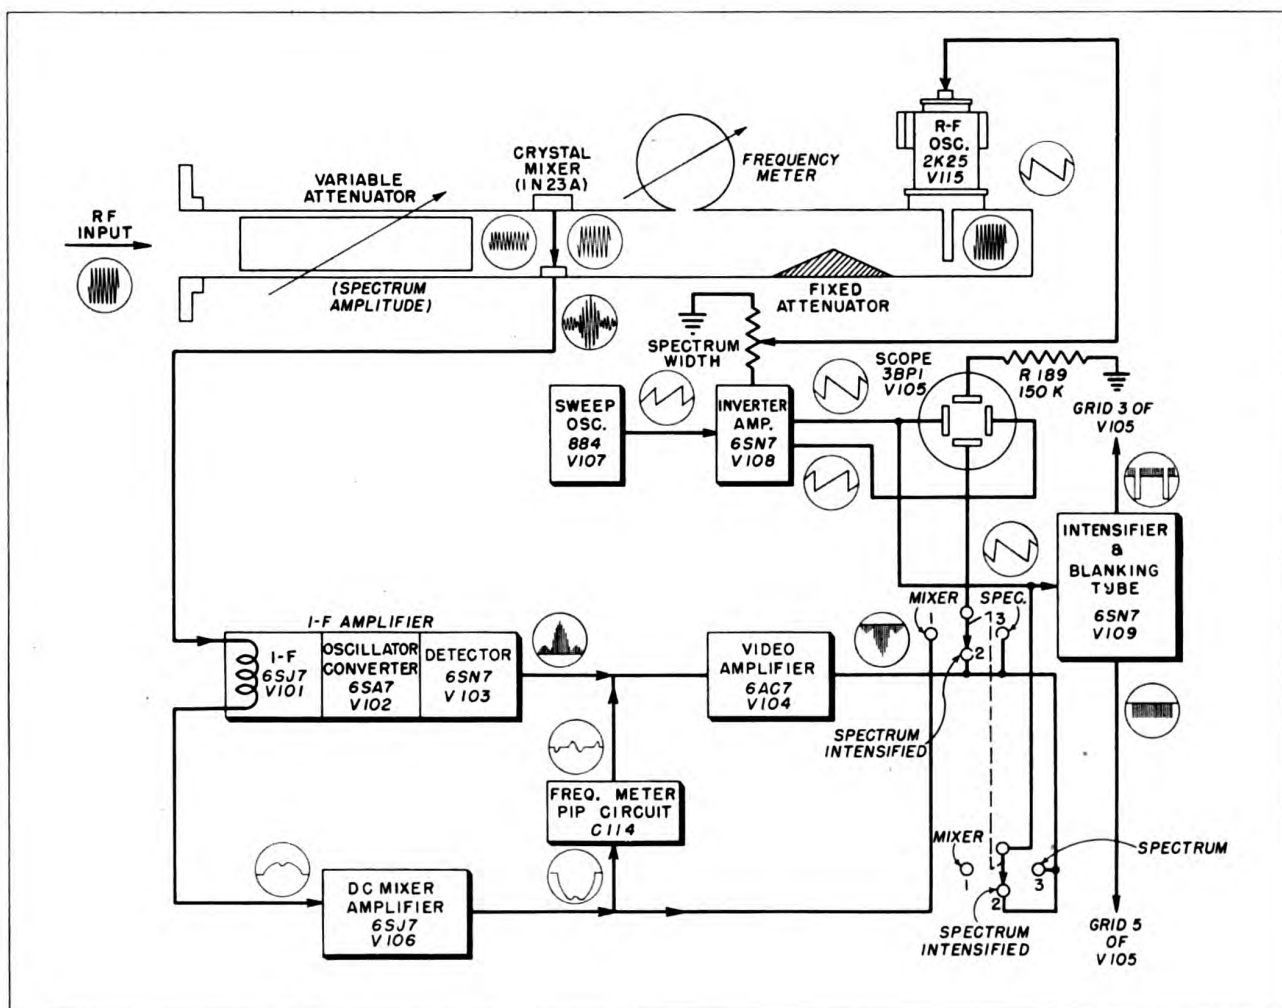 R-F
OSC.
2K25
V115
CRYSTAL
MIXER
(IN23A)
FREQUENCY
METER
VARIABLE
ATTENUATOR
RF
INPUT
(SPECTRUM
AMPLITUDE)
FIXED
ATTENUATOR
SPECTRUM
WIDTH
SCOPE
3BP1
V105
R 189
150 K
GRID 3 OF
V105
SWEEP
OSC.
884
V107
INVERTER
AMP.
6SN7
V108
INTENSIFIER
&
BLANKING
TUBE
6SN7
V109
MIXER
SPEC.
1
3
2
I-F AMPLIFIER
I-F
6SJ7
V101
OSCILLATOR
CONVERTER
6SA7
V102
DETECTOR
6SN7
V103
VIDEO
AMPLIFIER
6AC7
V104
SPECTRUM
INTENSIFIED
FREQ. METER
PIP CIRCUIT
C114
MIXER
SPECTRUM
1
3
2
DC MIXER
AMPLIFIER
6SJ7
V106
SPECTRUM
INTENSIFIED
GRID 5
OF
V105